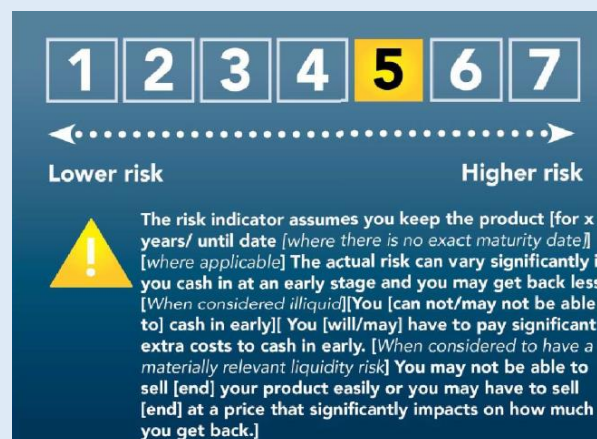 1 2 3 4 5 6 7
Lower risk Higher risk
!
The risk indicator assumes you keep the product [for x
years/ until date [where there is no exact maturity date]]
[where applicable] The actual risk can vary significantly i
you cash in at an early stage and you may get back less
[When considered illiquid][You [can not/may not be able
to] cash in early][ You [will/may] have to pay significant
extra costs to cash in early. [When considered to have a
materially relevant liquidity risk] You may not be able to
sell [end] your product easily or you may have to sell
[end] at a price that significantly impacts on how much
you get back.]